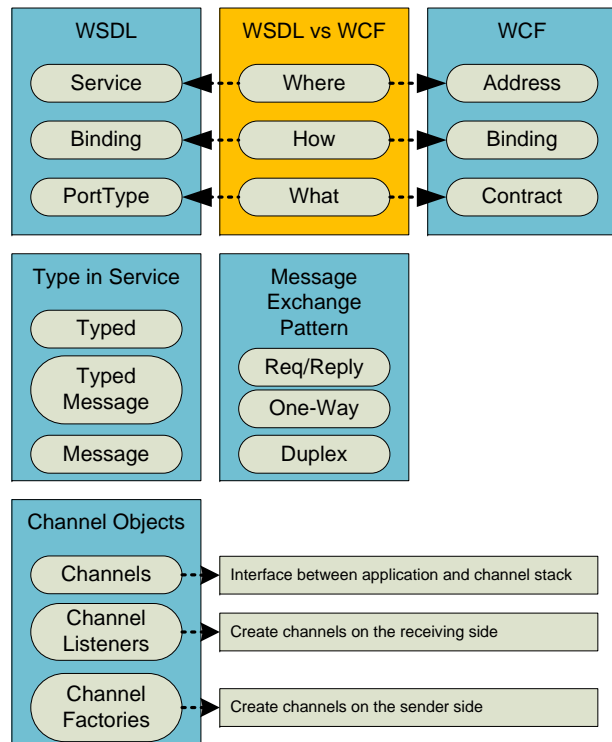 WSDL
Service
Binding
PortType
WSDL vs WCF
Where
How
What
WCF
Address
Binding
Contract
Type in Service
Typed
Typed
Message
Message
Message
Exchange
Pattern
Req/Reply
One-Way
Duplex
Channel Objects
Channels
Interface between application and channel stack
Channel
Listeners
Create channels on the receiving side
Channel
Factories
Create channels on the sender side